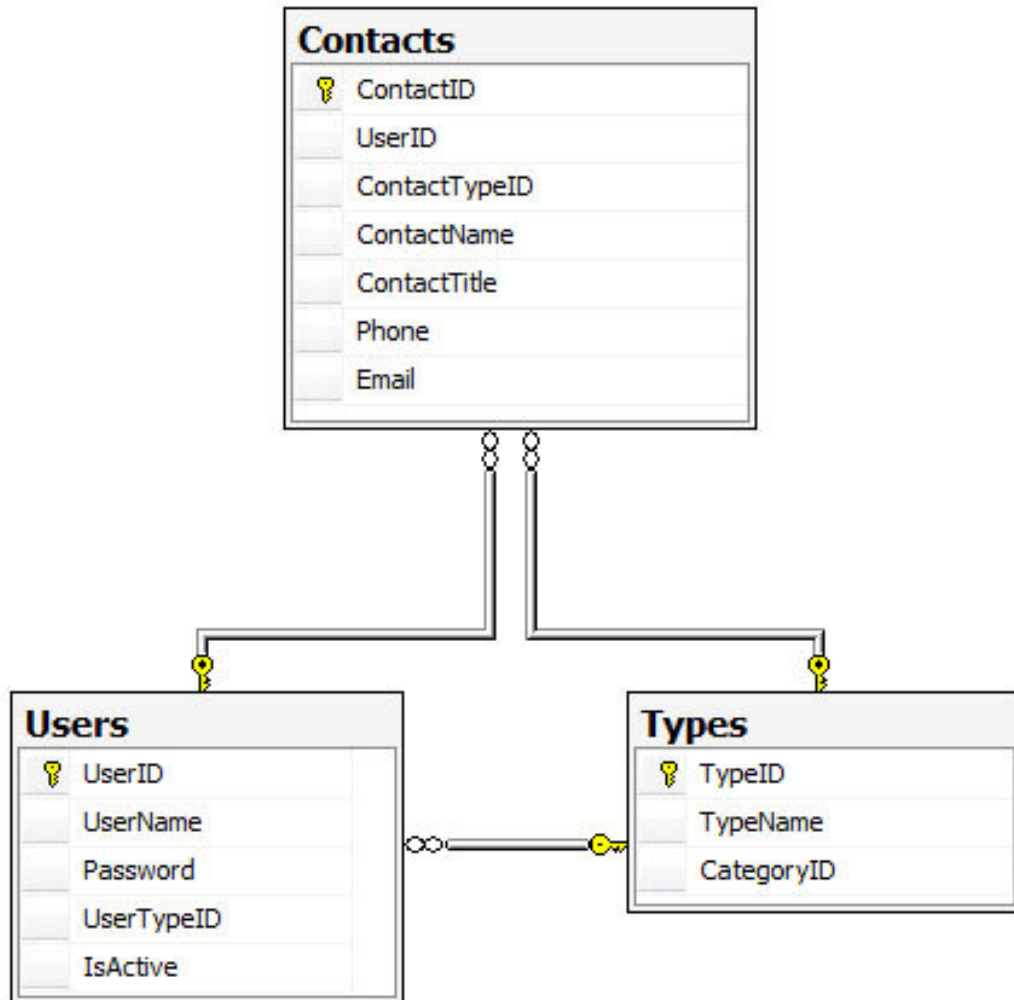 Contacts
ContactID
UserID
ContactTypeID
ContactName
ContactTitle
Phone
Email
Users
UserID
UserName
Password
UserTypeID
IsActive
Types
TypeID
TypeName
CategoryID